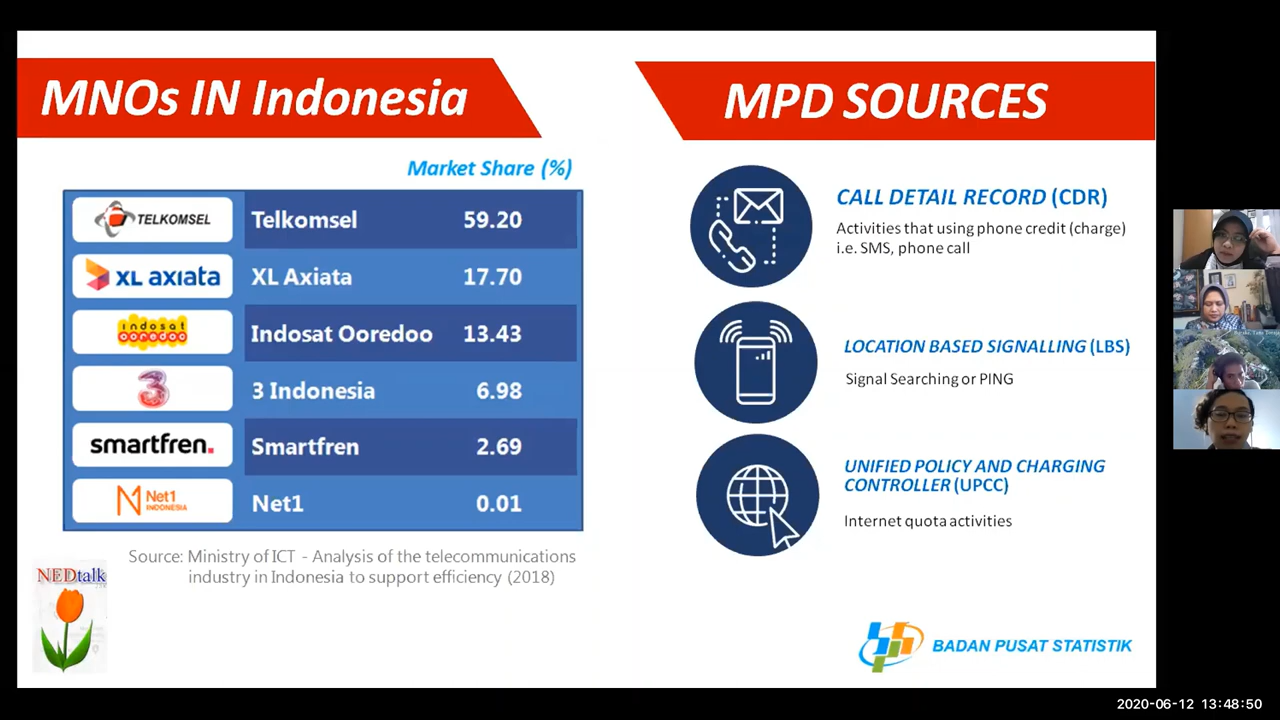 MNOs IN Indonesia
Market Share (%)
TELKOMSEL
Telkomsel 59.20
XL axiata
XL Axiata 17.70
indosat
ooredoo
Indosat Ooredoo 13.43
3
3 Indonesia 6.98
smartfren.
Smartfren 2.69
Net1
INDONESIA
Net1 0.01
Source: Ministry of ICT - Analysis of the telecommunications
industry in Indonesia to support efficiency (2018)
NEDtalk
MPD SOURCES
CALL DETAIL RECORD (CDR)
Activities that using phone credit (charge)
i.e. SMS, phone call
LOCATION BASED SIGNALLING (LBS)
Signal Searching or PING
UNIFIED POLICY AND CHARGING
CONTROLLER (UPCC)
Internet quota activities
BADAN PUSAT STATISTIK
2020-06-12 13:48:50